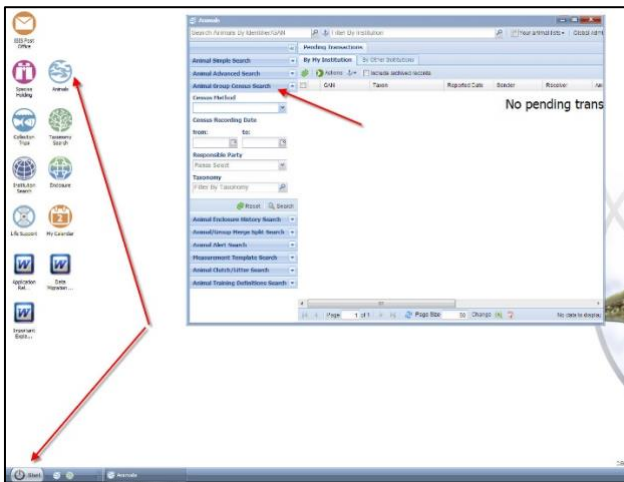 ISIS Post
Office
Species
Holding
Animals
Collection
Trips
Taxonomy
Search
Institution
Search
Enclosure
Life Support
My Calendar
Application
Rel...
Data
Migration ...
Important
Start
Animals
Animals
Search Animals By Identifier/GAN
Filter By Institution
Your animal lists
Pending Transactions
By My Institution
By Other Institutions
Animal Simple Search
Animal Advanced Search
Actions
Include archived records
Animal Group Census Search
GAN
Taxon
Reported Date
Sender
Receiver
Census Method
No pending trans
Census Recording Date
from:
to:
Responsible Party
Please Select
Taxonomy
Filter By Taxonomy
Reset
Search
Animal Enclosure History Search
Animal/Group Merge Split Search
Animal Alert Search
Measurement Template Search
Animal Clutch/Litter Search
Animal Training Definitions Search
Page 1 of 1
Page Size
Change
No data to display